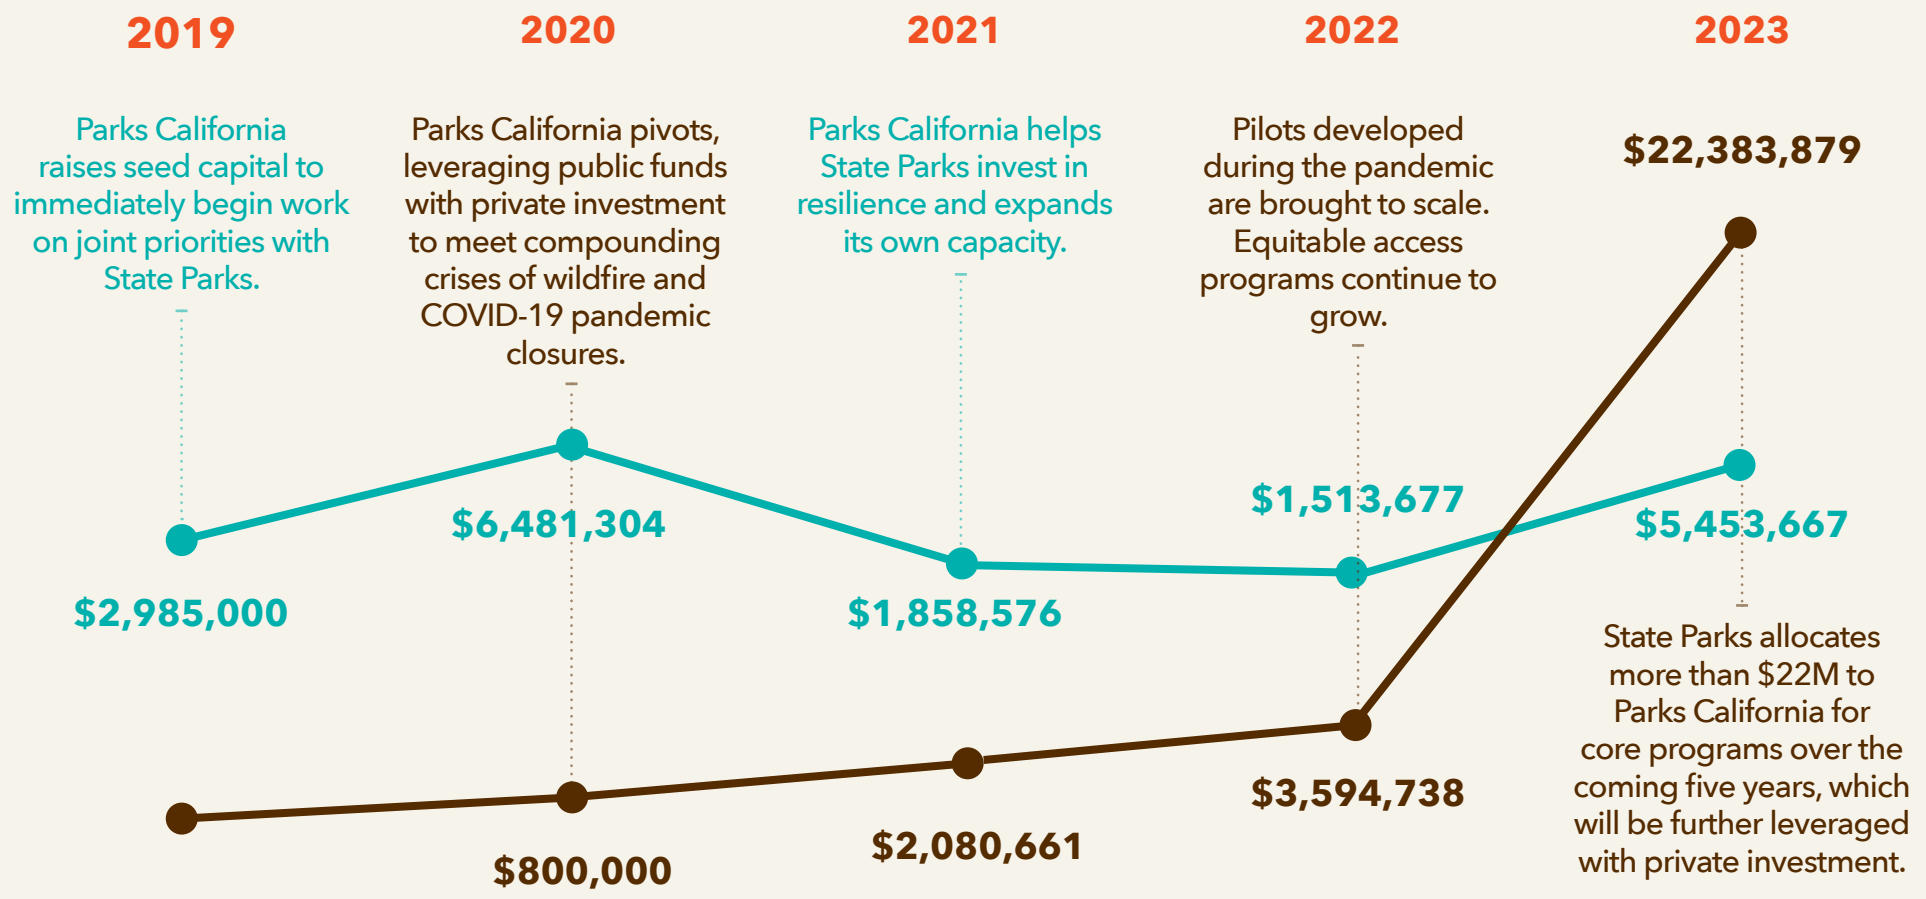 2019
Parks California
raises seed capital to
immediately begin work
on joint priorities with
State Parks.
$2,985,000
2020
Parks California pivots,
leveraging public funds
with private investment
to meet compounding
crises of wildfire and
COVID-19 pandemic
closures.
$6,481,304
$800,000
2021
Parks California helps
State Parks invest in
resilience and expands
its own capacity.
$1,858,576
$2,080,661
2022
Pilots developed
during the pandemic
are brought to scale.
Equitable access
programs continue to
grow.
$1,513,677
$3,594,738
2023
$22,383,879
$5,453,667
State Parks allocates
more than $22M to
Parks California for
core programs over the
coming five years, which
will be further leveraged
with private investment.